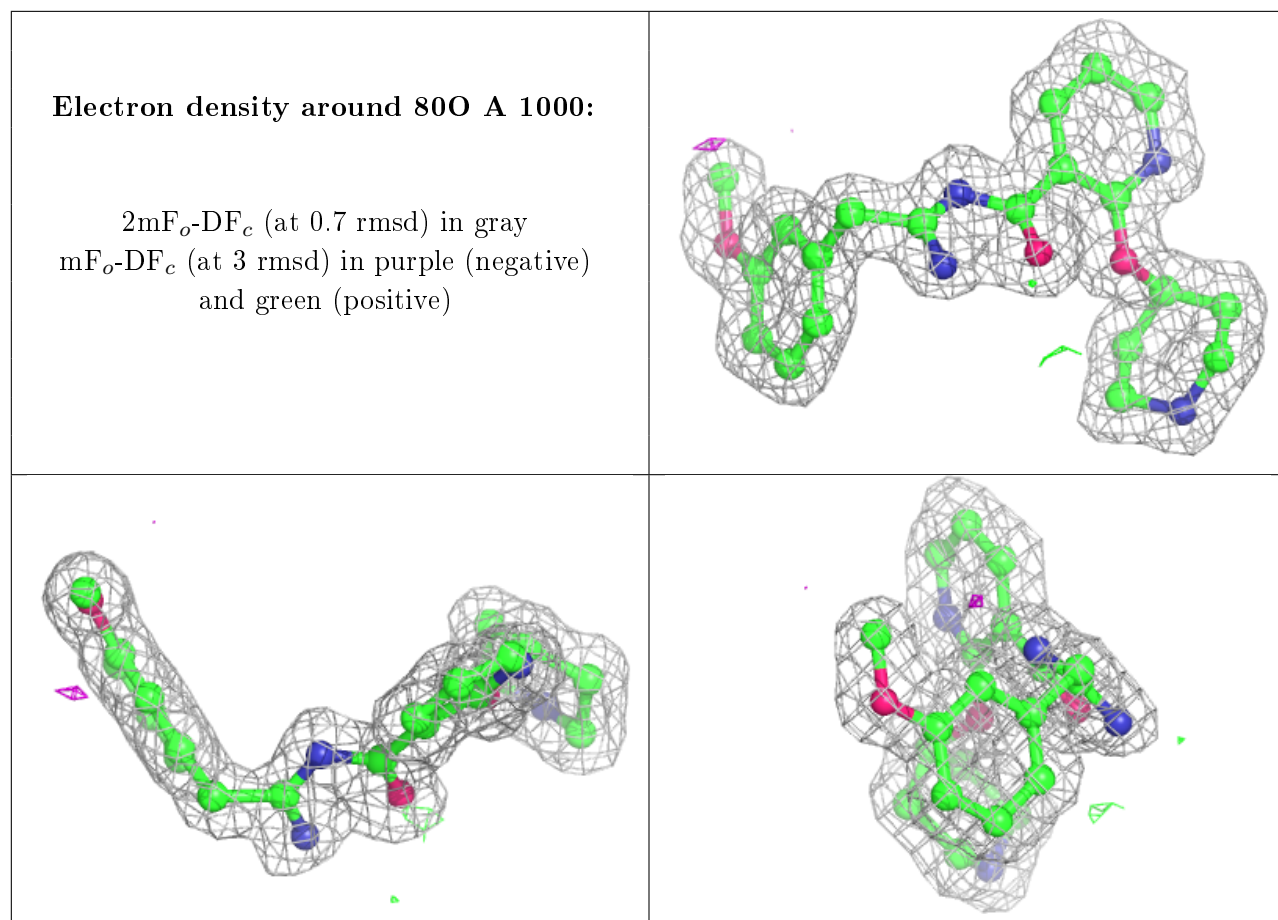 Electron density around 80O A 1000:
2mFₒ-DF𝒸 (at 0.7 rmsd) in gray
mFₒ-DF𝒸 (at 3 rmsd) in purple (negative)
and green (positive)